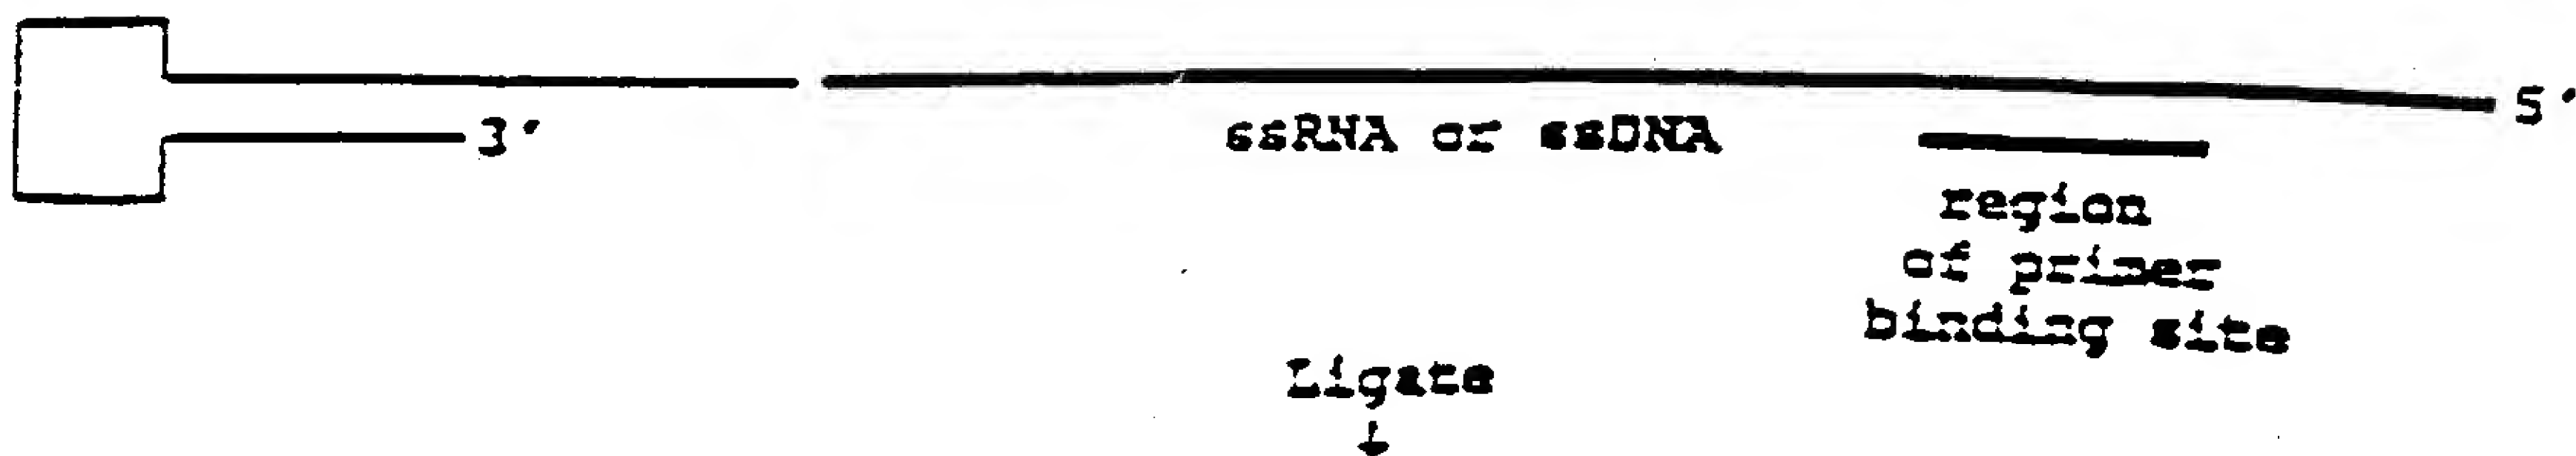 5'
3'
ssRNA or ssDNA
region
of primer
binding site
Ligate
↓